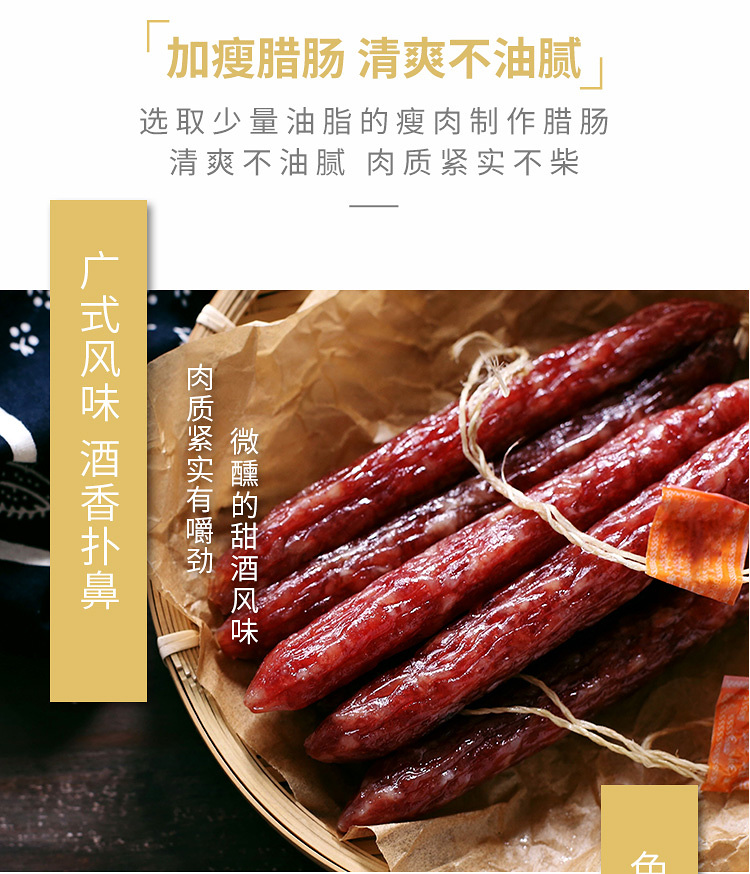 加瘦腊肠 清爽不油腻
选取少量油脂的瘦肉制作腊肠
清爽不油腻 肉质紧实不柴
广式风味 酒香扑鼻
肉质紧实有嚼劲
微醺的甜酒风味
色